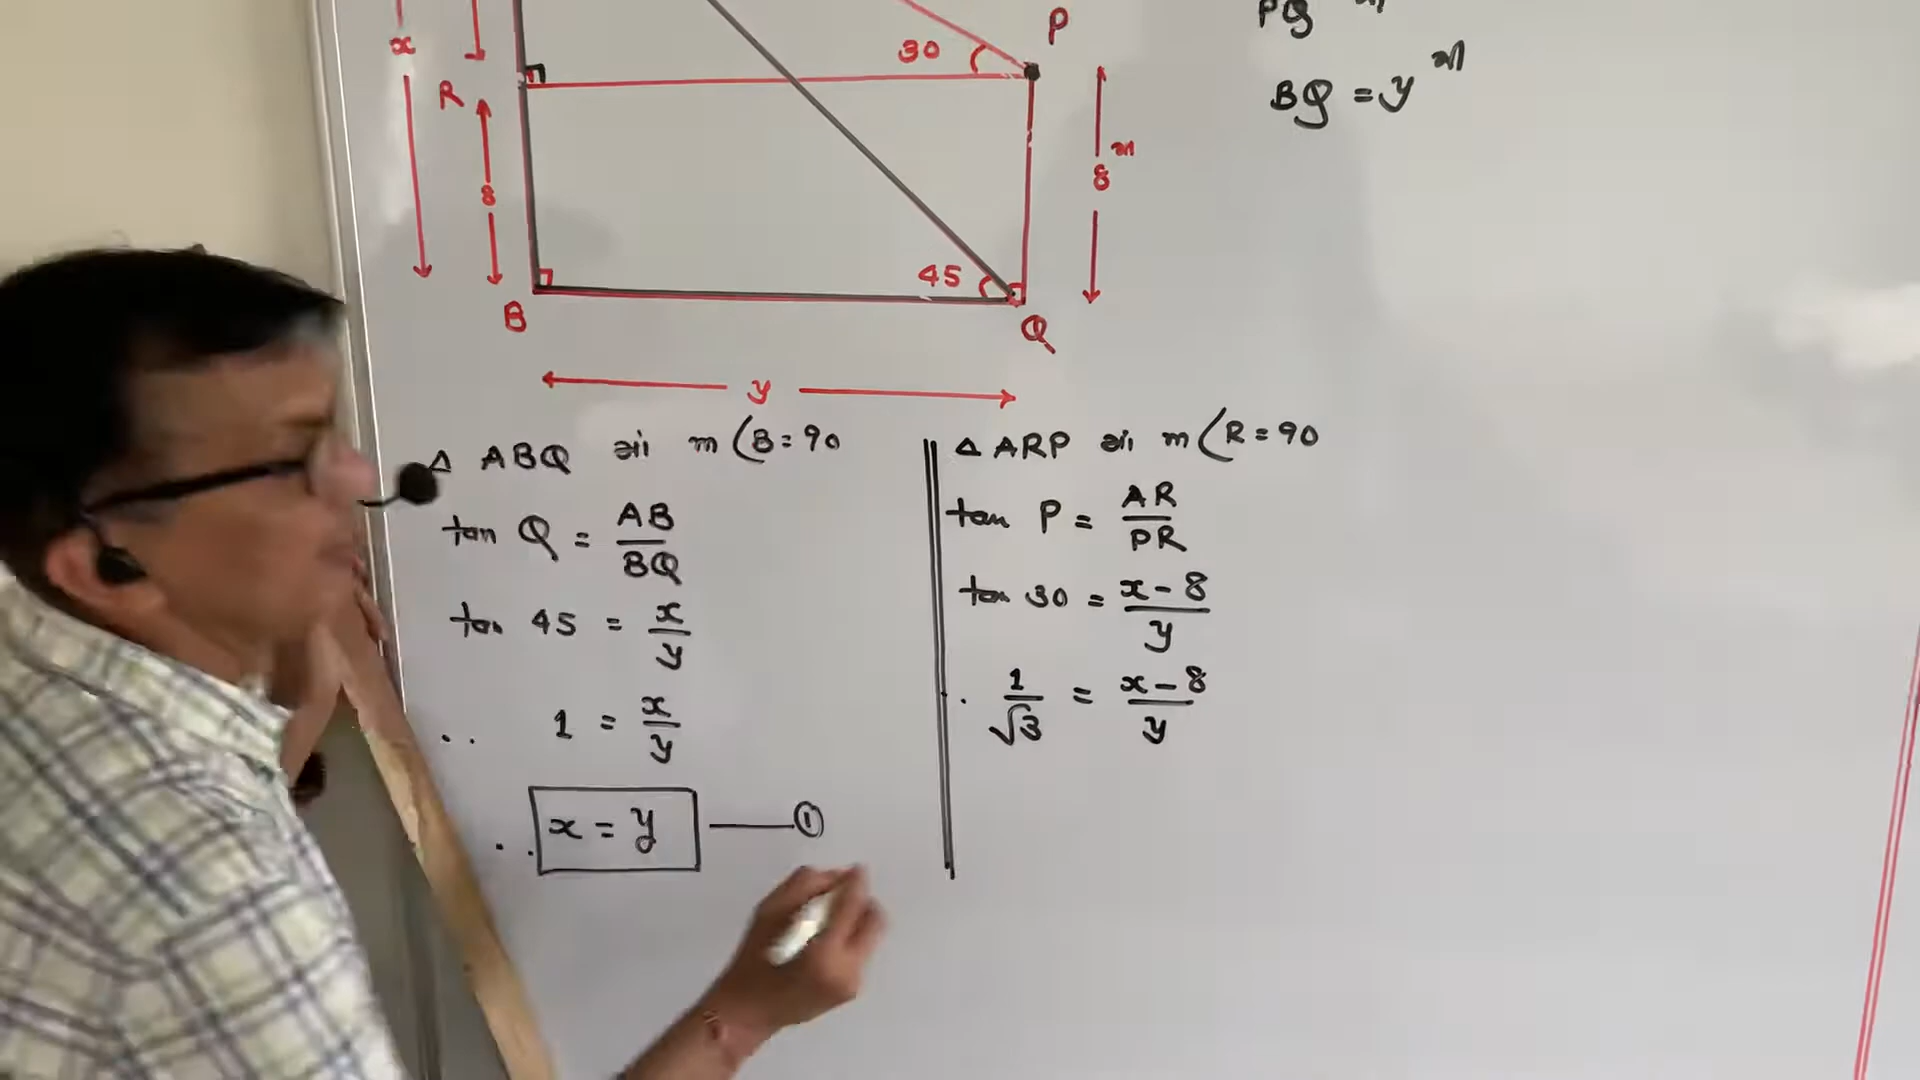 P
30
x
R
BQ = y મી
8 મ
8
45
B
Q
y
Δ ABQ માં m∠B = 90
tan Q = AB/BQ
tan 45 = x/y
∴ 1 = x/y
∴ x = y — ①
Δ ARP માં m∠R = 90
tan P = AR/PR
tan 30 = x-8/y
∴ 1/√3 = x-8/y